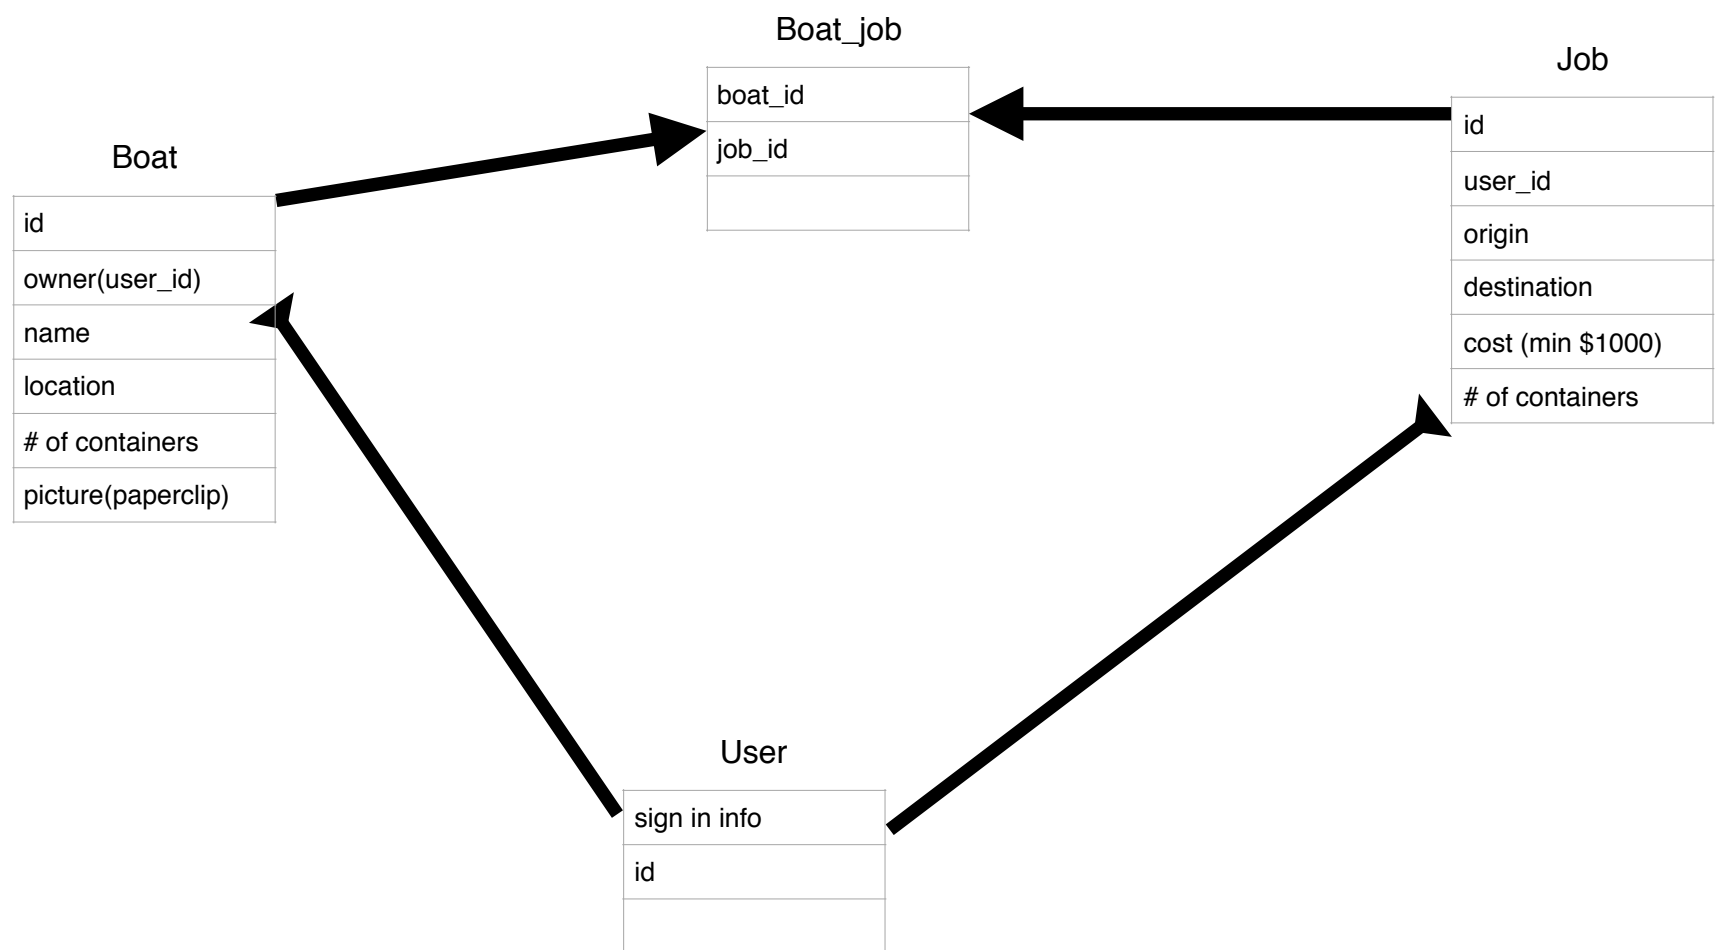 Boat_job
boat_id
job_id
Job
id
user_id
origin
destination
cost (min $1000)
# of containers
Boat
id
owner(user_id)
name
location
# of containers
picture(paperclip)
User
sign in info
id